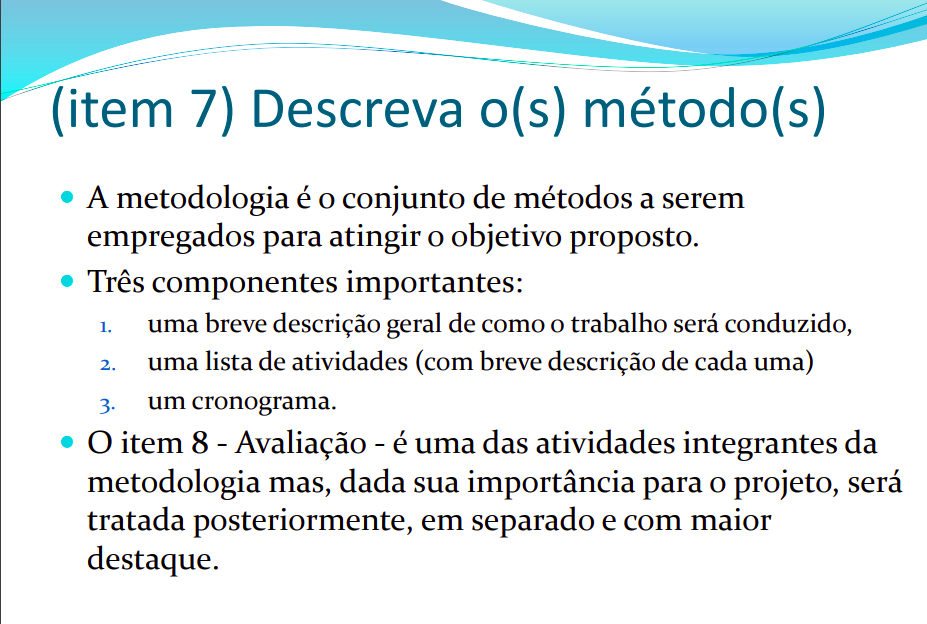 (item 7) Descreva o(s) método(s)
• A metodologia é o conjunto de métodos a serem
empregados para atingir o objetivo proposto.
• Três componentes importantes:
1. uma breve descrição geral de como o trabalho será conduzido,
2. uma lista de atividades (com breve descrição de cada uma)
3. um cronograma.
• O item 8 - Avaliação - é uma das atividades integrantes da
metodologia mas, dada sua importância para o projeto, será
tratada posteriormente, em separado e com maior
destaque.